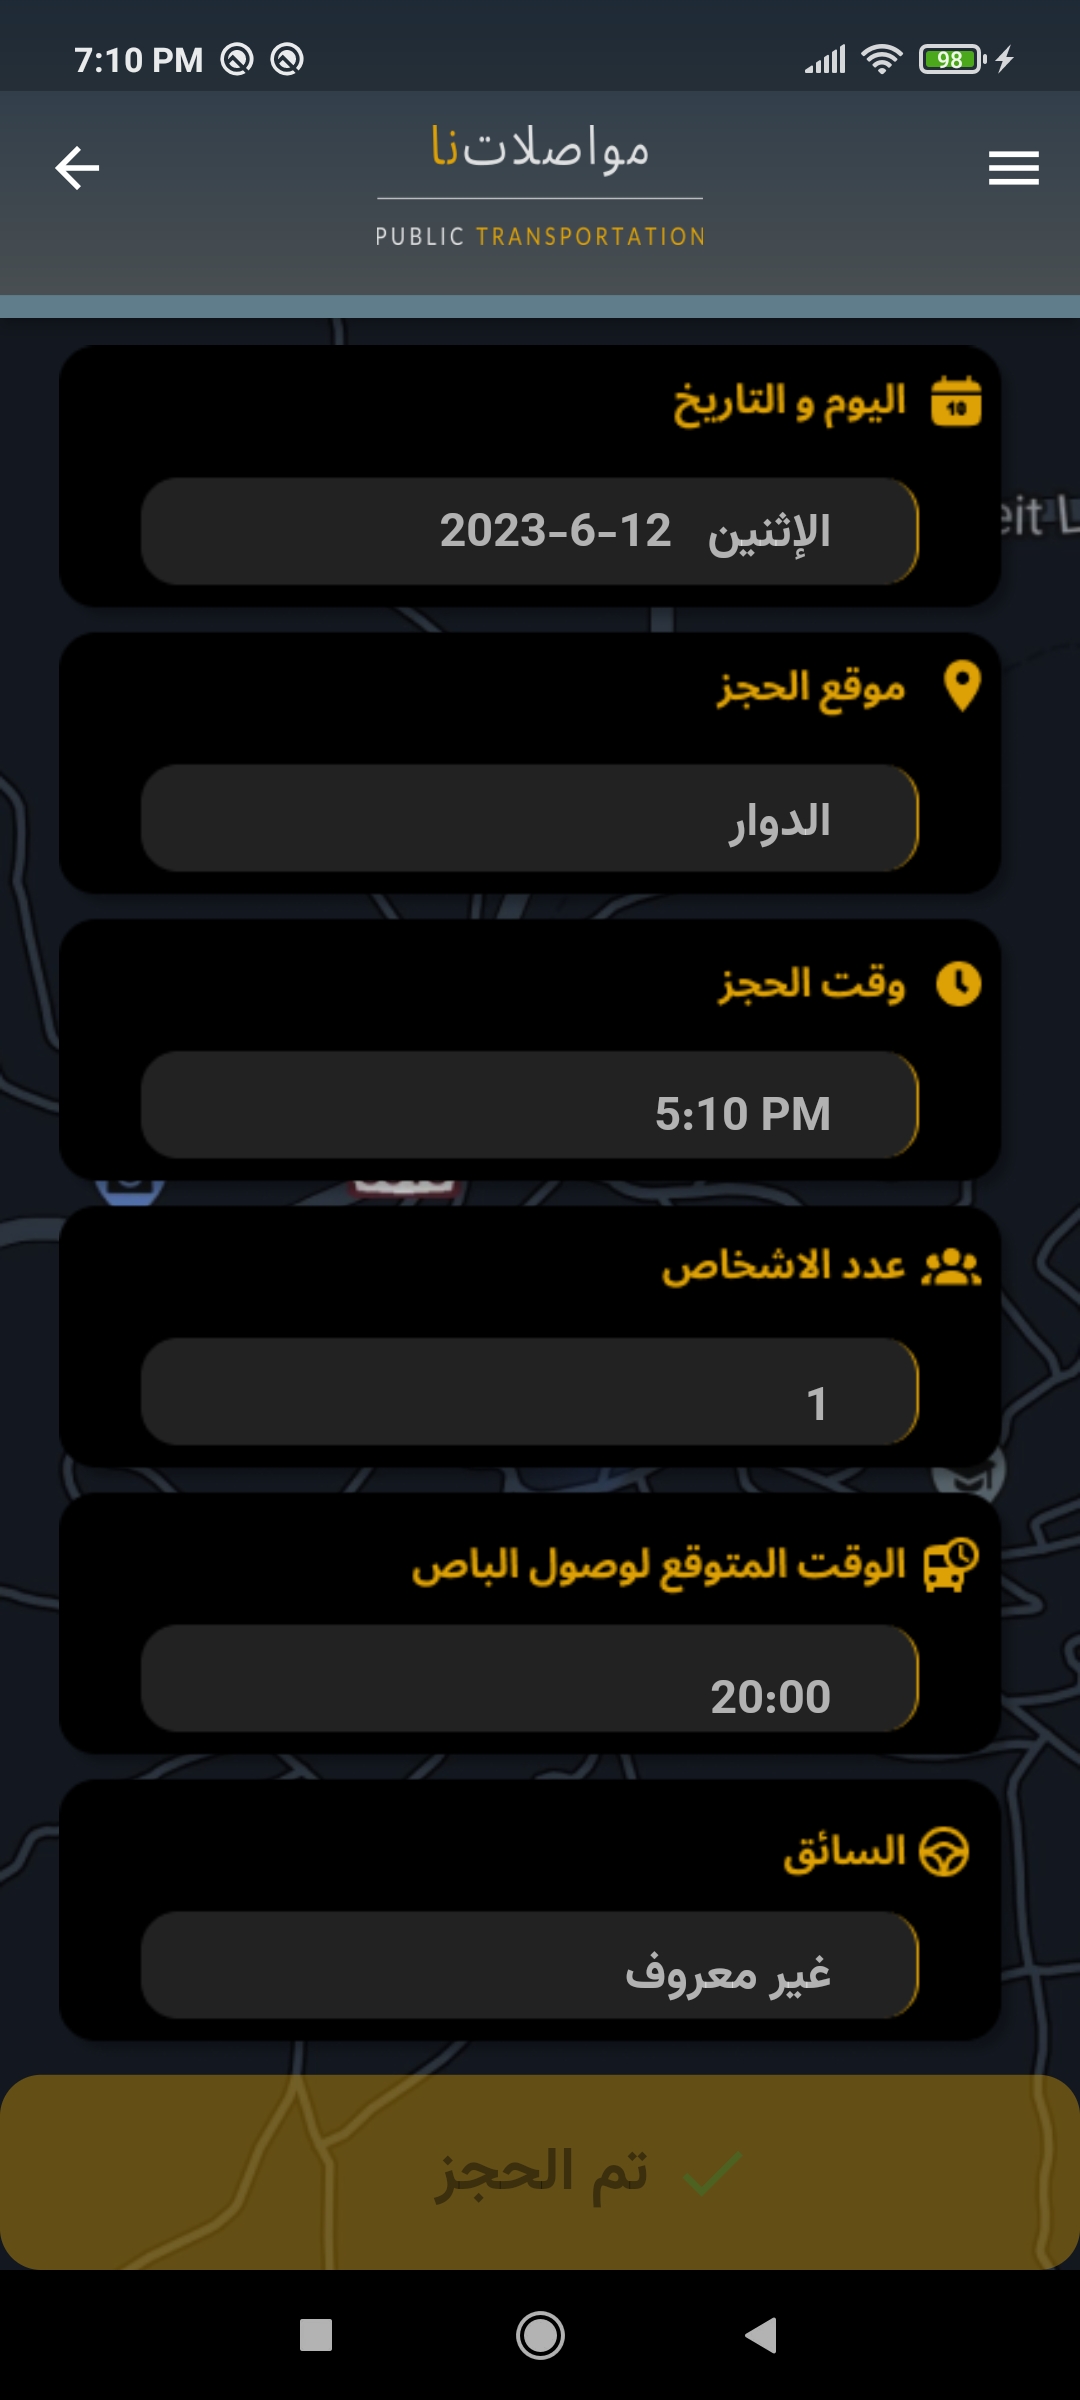 7:10 PM
98
مواصلاتنا
PUBLIC TRANSPORTATION
اليوم و التاريخ
10
الإثنين 2023-6-12
eit L
موقع الحجز
الدوار
وقت الحجز
5:10 PM
عدد الاشخاص
1
الوقت المتوقع لوصول الباص
20:00
السائق
غير معروف
تم الحجز